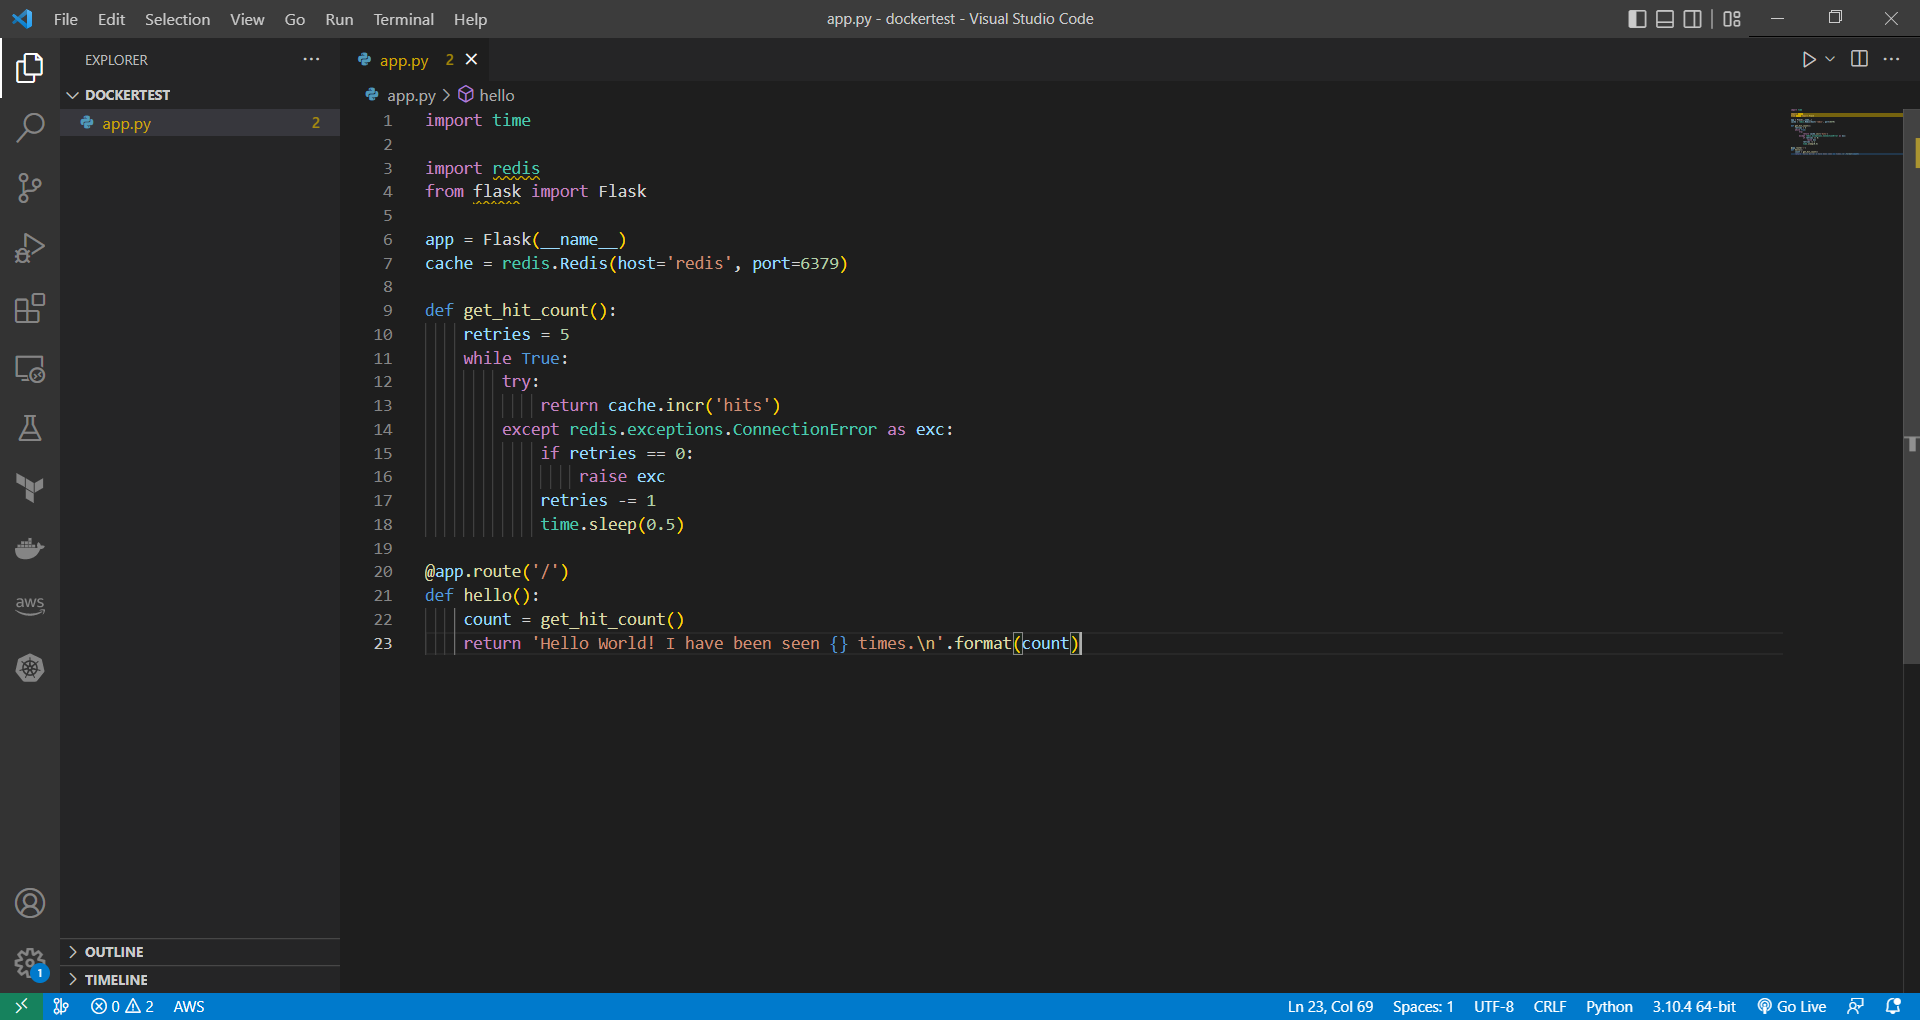 File Edit Selection View Go Run Terminal Help
app.py - dockertest - Visual Studio Code
EXPLORER
DOCKERTEST
app.py 2
app.py 2
app.py > hello
1 import time
2
3 import redis
4 from flask import Flask
5
6 app = Flask(__name__)
7 cache = redis.Redis(host='redis', port=6379)
8
9 def get_hit_count():
10 retries = 5
11 while True:
12 try:
13 return cache.incr('hits')
14 except redis.exceptions.ConnectionError as exc:
15 if retries == 0:
16 raise exc
17 retries -= 1
18 time.sleep(0.5)
19
20 @app.route('/')
21 def hello():
22 count = get_hit_count()
23 return 'Hello World! I have been seen {} times.\n'.format(count)
aws
1
OUTLINE
TIMELINE
0 2 AWS
Ln 23, Col 69 Spaces: 1 UTF-8 CRLF Python 3.10.4 64-bit Go Live